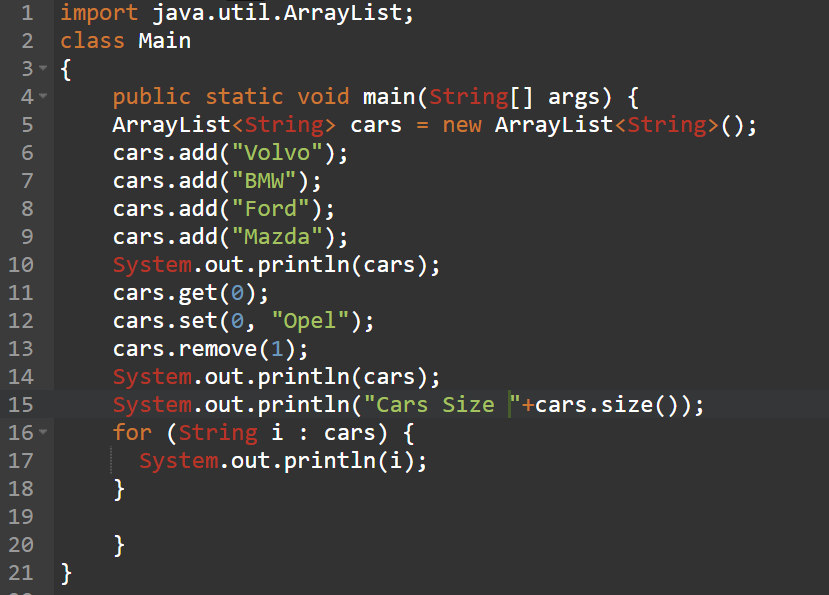 1 import java.util.ArrayList;
2 class Main
3 {
4     public static void main(String[] args) {
5     ArrayList<String> cars = new ArrayList<String>();
6     cars.add("Volvo");
7     cars.add("BMW");
8     cars.add("Ford");
9     cars.add("Mazda");
10     System.out.println(cars);
11     cars.get(0);
12     cars.set(0, "Opel");
13     cars.remove(1);
14     System.out.println(cars);
15     System.out.println("Cars Size "+cars.size());
16     for (String i : cars) {
17       System.out.println(i);
18     }
19
20     }
21 }